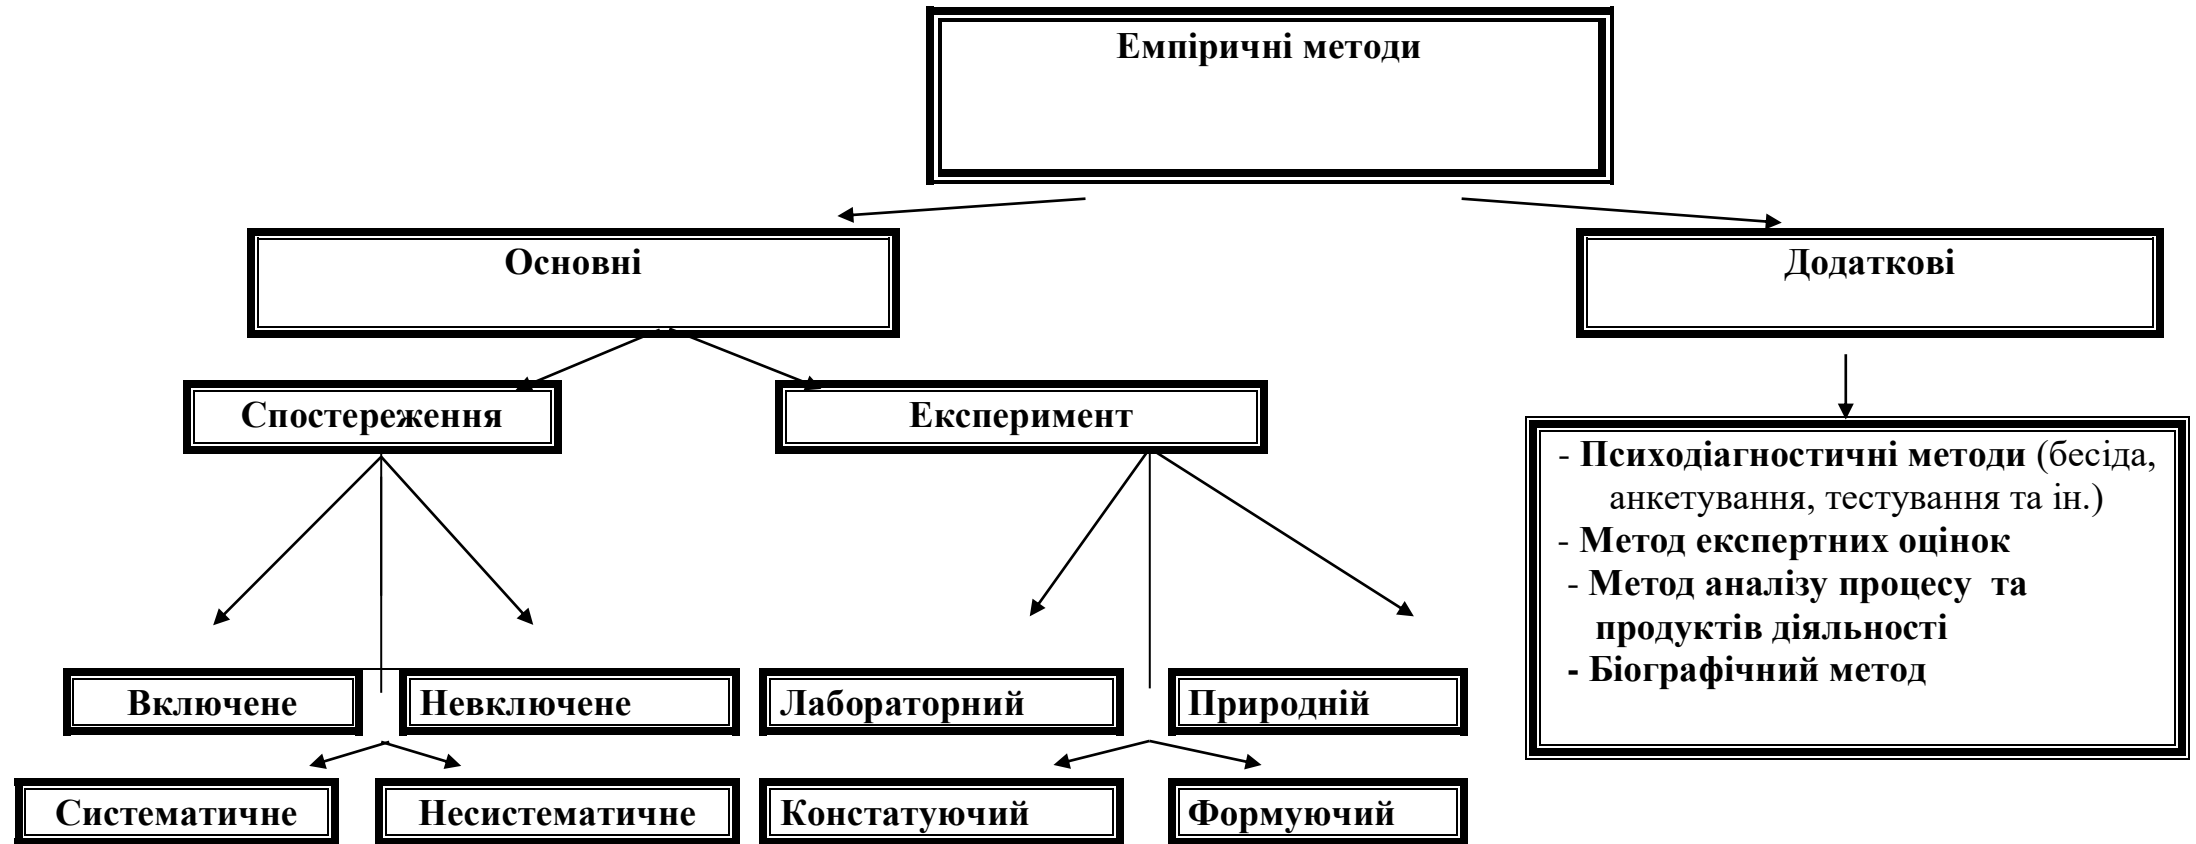 Емпіричні методи
Основні
Додаткові
Спостереження
Експеримент
- Психодіагностичні методи (бесіда,
анкетування, тестування та ін.)
- Метод експертних оцінок
- Метод аналізу процесу та
продуктів діяльності
- Біографічний метод
Включене
Невключене
Лабораторний
Природній
Систематичне
Несистематичне
Констатуючий
Формуючий